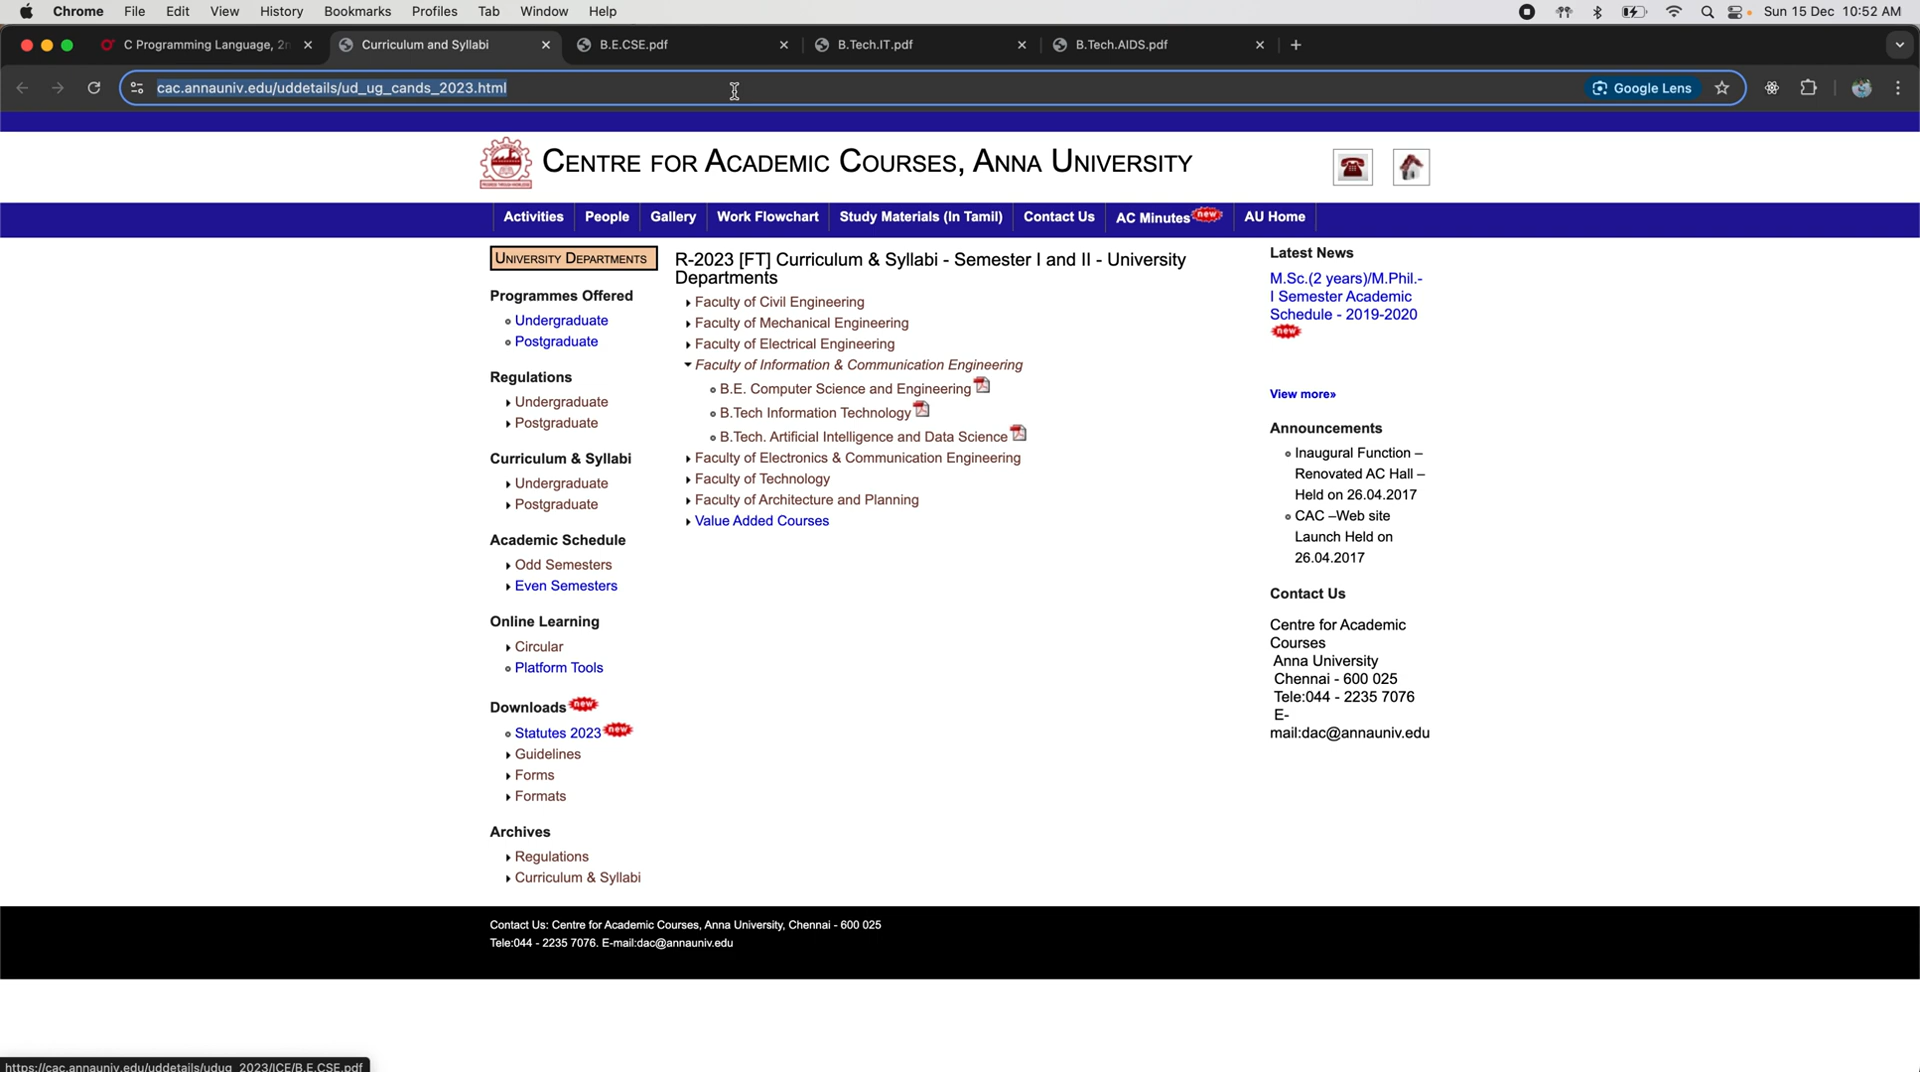 Chrome File Edit View History Bookmarks Profiles Tab Window Help Sun 15 Dec 10:52 AM
C Programming Language, 2n Curriculum and Syllabi B.E.CSE.pdf B.Tech.IT.pdf B.Tech.AIDS.pdf
cac.annauniv.edu/uddetails/ud_ug_cands_2023.html Google Lens
CENTRE FOR ACADEMIC COURSES, ANNA UNIVERSITY
Activities People Gallery Work Flowchart Study Materials (In Tamil) Contact Us AC Minutes new AU Home
UNIVERSITY DEPARTMENTS
Programmes Offered
Undergraduate
Postgraduate
Regulations
Undergraduate
Postgraduate
Curriculum & Syllabi
Undergraduate
Postgraduate
Academic Schedule
Odd Semesters
Even Semesters
Online Learning
Circular
Platform Tools
Downloads new
Statutes 2023 new
Guidelines
Forms
Formats
Archives
Regulations
Curriculum & Syllabi
R-2023 [FT] Curriculum & Syllabi - Semester I and II - University
Departments
Faculty of Civil Engineering
Faculty of Mechanical Engineering
Faculty of Electrical Engineering
Faculty of Information & Communication Engineering
B.E. Computer Science and Engineering
B.Tech Information Technology
B.Tech. Artificial Intelligence and Data Science
Faculty of Electronics & Communication Engineering
Faculty of Technology
Faculty of Architecture and Planning
Value Added Courses
Latest News
M.Sc.(2 years)/M.Phil.-
I Semester Academic
Schedule - 2019-2020
new
View more»
Announcements
Inaugural Function –
Renovated AC Hall –
Held on 26.04.2017
CAC –Web site
Launch Held on
26.04.2017
Contact Us
Centre for Academic
Courses
Anna University
Chennai - 600 025
Tele:044 - 2235 7076
E-
mail:dac@annauniv.edu
Contact Us: Centre for Academic Courses, Anna University, Chennai - 600 025
Tele:044 - 2235 7076. E-mail:dac@annauniv.edu
https://cac.annauniv.edu/uddetails/udug_2023/ICE/B.E.CSE.pdf